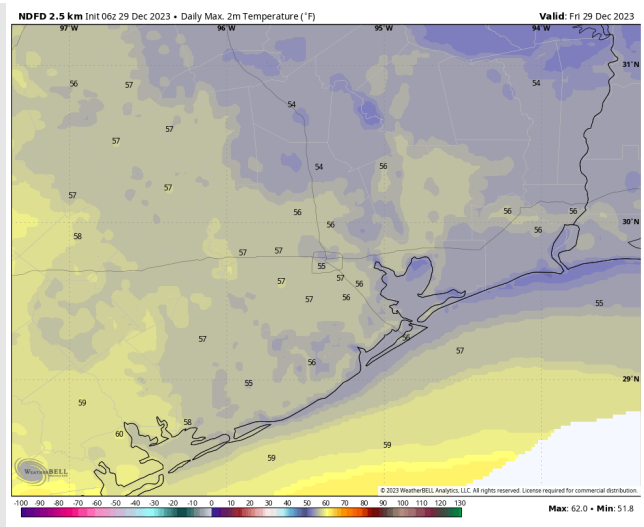 NDFD 2.5 km Init 06z 29 Dec 2023 • Daily Max. 2m Temperature (°F)
Valid: Fri 29 Dec 2023
97°W 96°W 95°W 94°W
31°N
56 57 54
54
57
57
54 56
57 57
56 56 56
30°N
56 56
58
57 57
55
57 57 56
57 56
55
57 56
57
56
29°N
55
59
58
60
59
59
WEATHERBELL
© 2023 WeatherBELL Analytics, LLC. All rights reserved. License required for commercial distribution.
-100 -90 -80 -70 -60 -50 -40 -30 -20 -10 0 10 20 30 40 50 60 70 80 90 100 110 120 130
Max: 62.0 • Min: 51.8